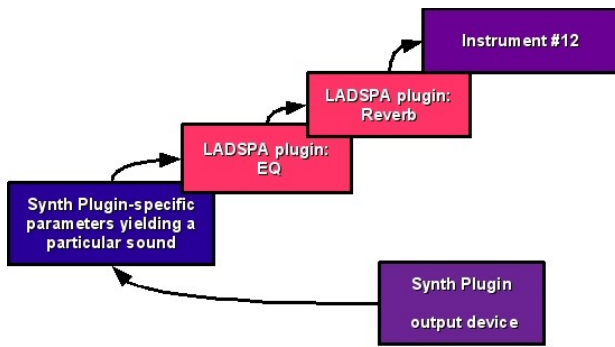 Instrument #12
LADSPA plugin:
Reverb
LADSPA plugin:
EQ
Synth Plugin-specific
parameters yielding a
particular sound
Synth Plugin
output device